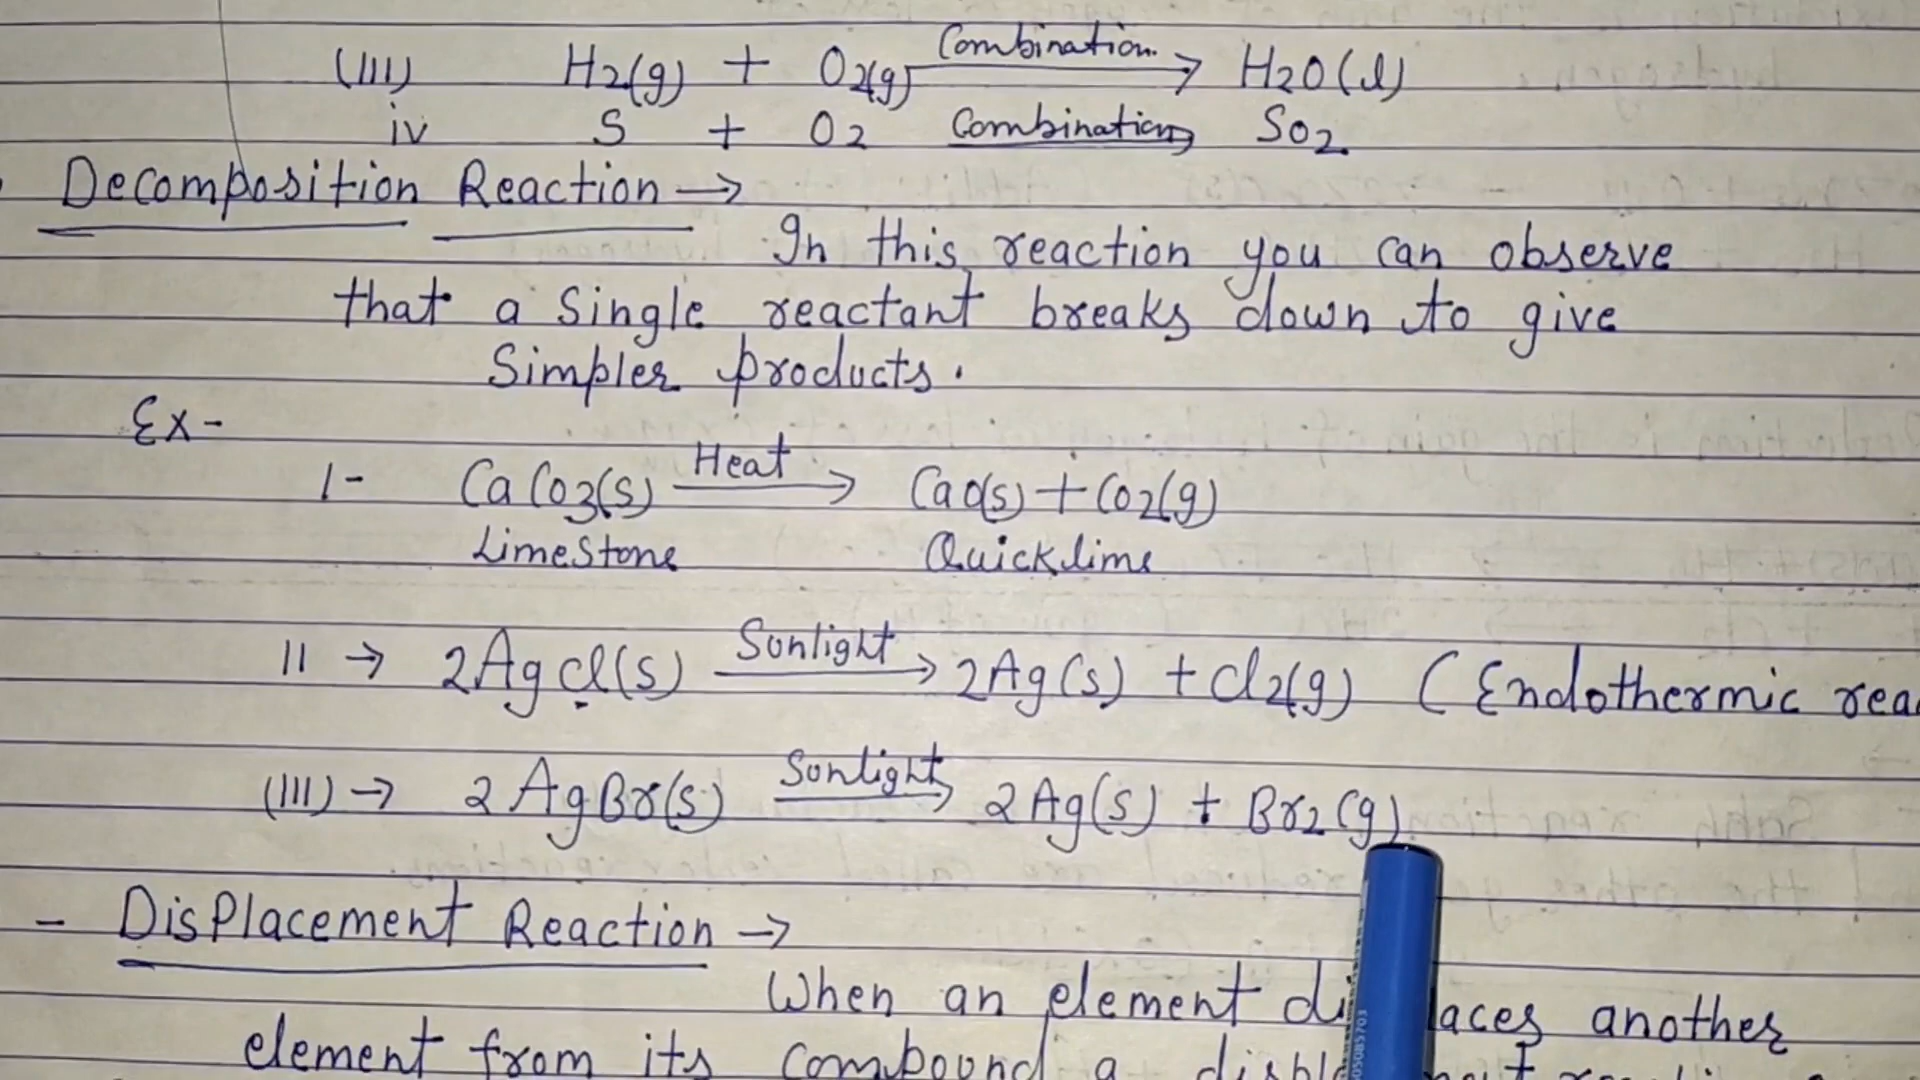 (III) H2(g) + O2(g) Combination→ H2O(l)
iv S + O2 Combination→ SO2
Decomposition Reaction →
In this reaction you can observe
that a Single reactant breaks down to give
Simpler products.
Ex-
1- CaCO3(s) Heat→ CaO(s) + CO2(g)
LimeStone Quicklime
II → 2AgCl(s) Sunlight→ 2Ag(s) + Cl2(g) (Endothermic rea
(III) → 2AgBr(s) Sunlight→ 2Ag(s) + Br2(g)
- DisPlacement Reaction →
When an element di laces another
element from its compound a displ